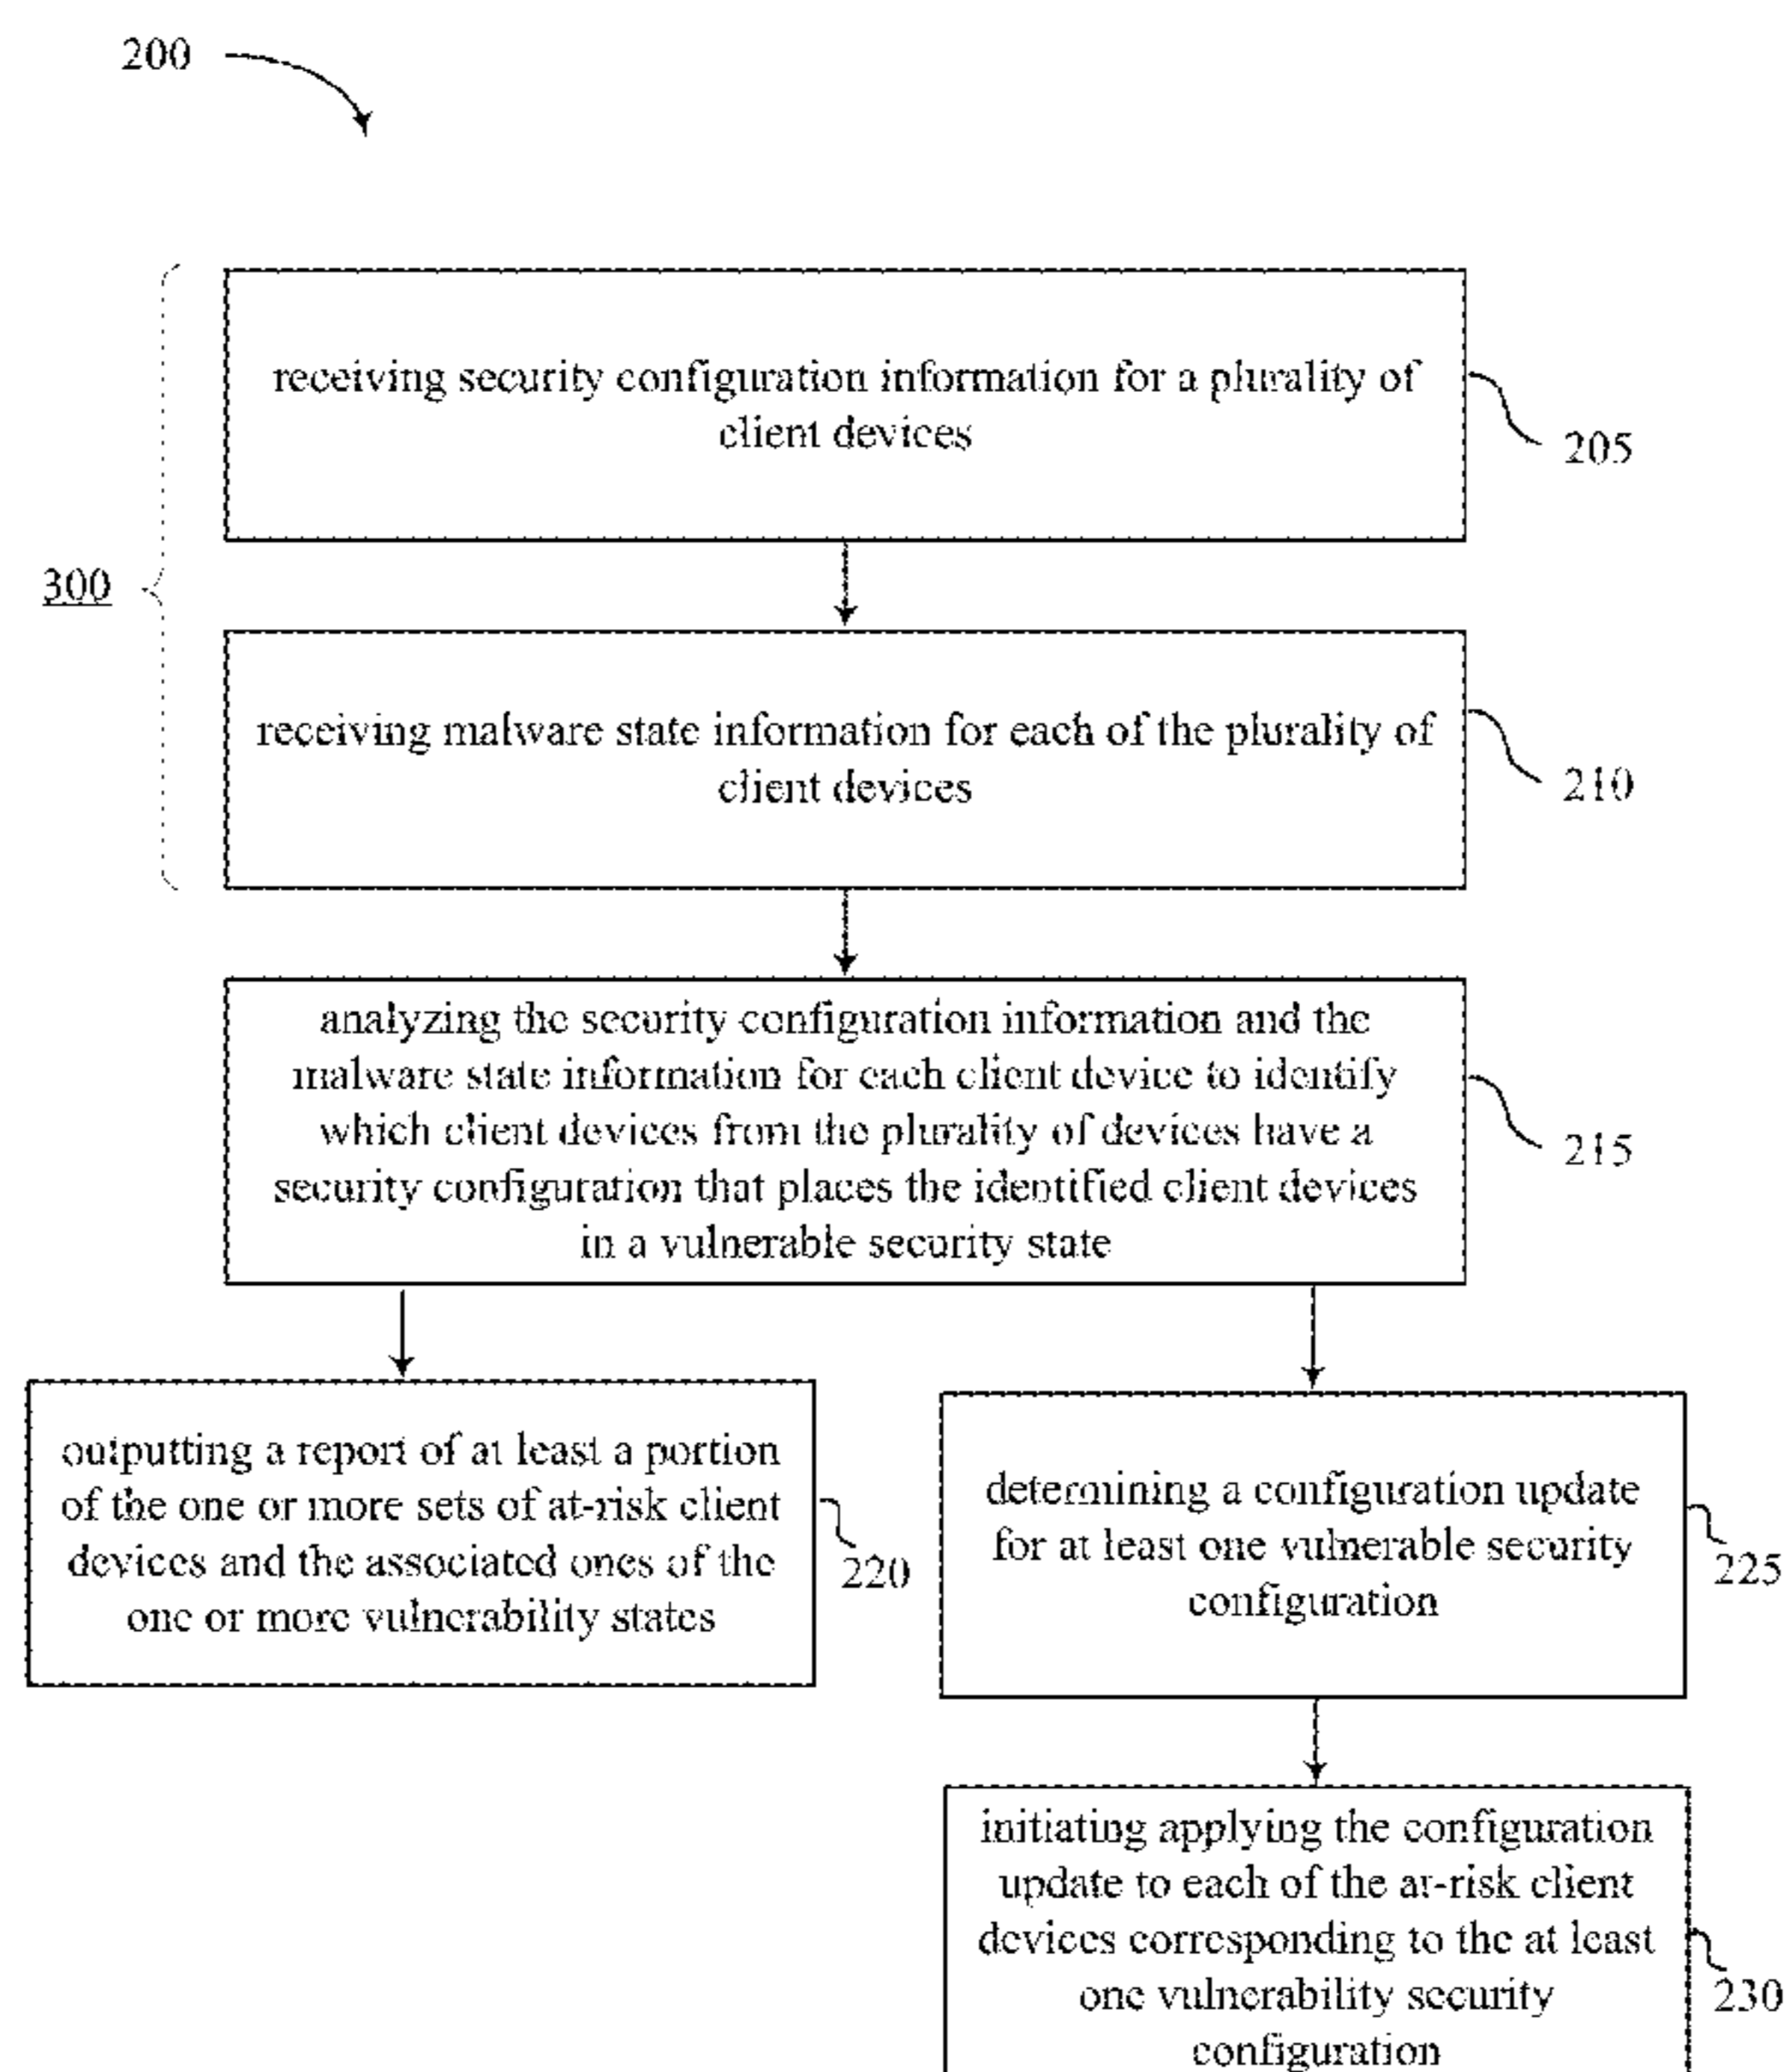 200
receiving security configuration information for a plurality of
client devices
205
300
receiving malware state information for each of the plurality of
client devices
210
analyzing the security configuration information and the
malware state information for each client device to identify
which client devices from the plurality of devices have a
security configuration that places the identified client devices
in a vulnerable security state
215
outputting a report of at least a portion
of the one or more sets of at-risk client
devices and the associated ones of the
one or more vulnerability states
220
determining a configuration update
for at least one vulnerable security
configuration
225
initiating applying the configuration
update to each of the at-risk client
devices corresponding to the at least
one vulnerability security
configuration
230